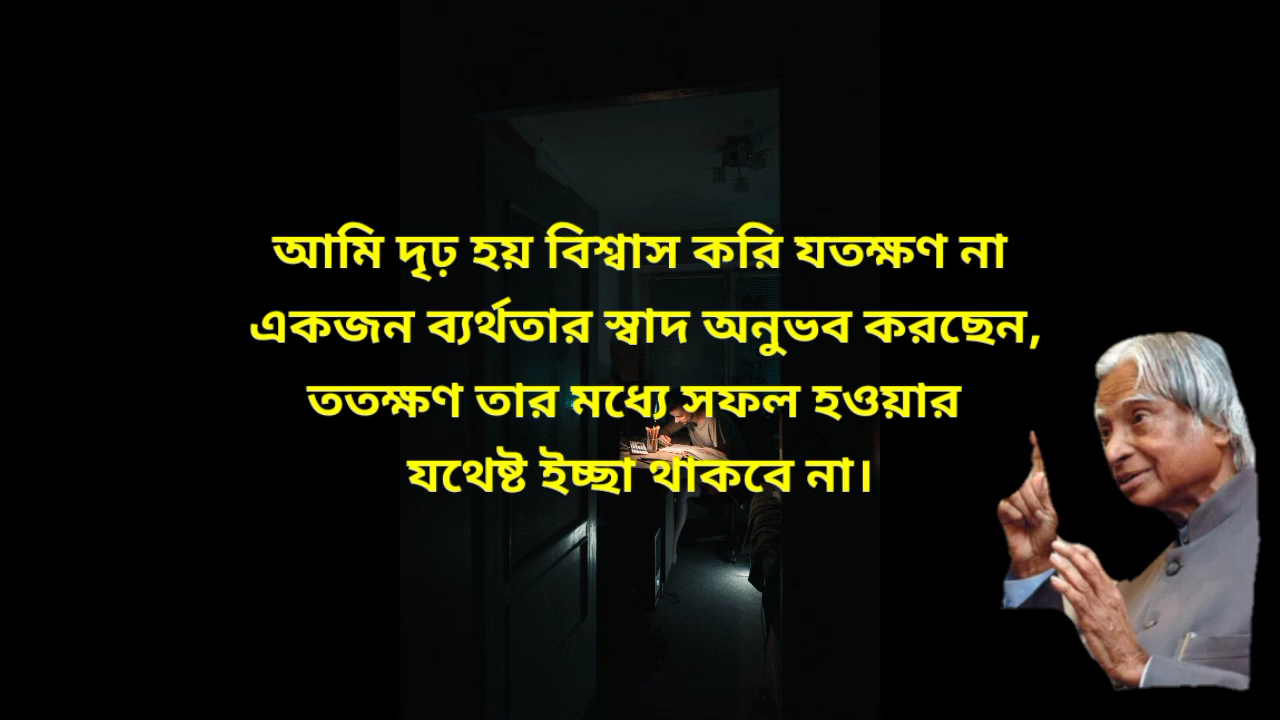 আমি দৃঢ় হয় বিশ্বাস করি যতক্ষণ না
একজন ব্যর্থতার স্বাদ অনুভব করছেন,
ততক্ষণ তার মধ্যে সফল হওয়ার
যথেষ্ট ইচ্ছা থাকবে না।